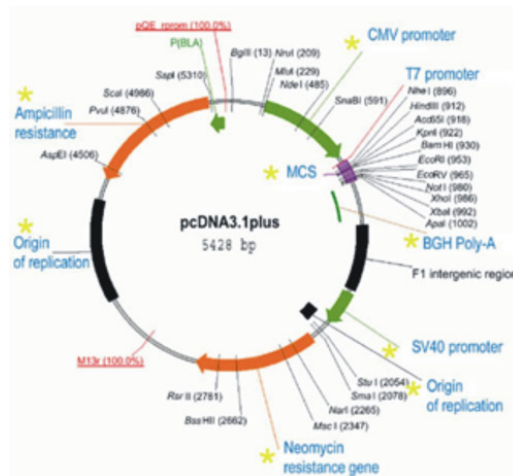 pQE_prom (100.0%)
P(BLA)
BglII (13)
NruI (209)
MluI (229)
NdeI (485)
SnaBI (591)
CMV promoter
T7 promoter
NheI (896)
HindIII (912)
Acc65I (918)
KpnI (922)
BamHI (930)
EcoRI (953)
EcoRV (965)
NotI (980)
XhoI (986)
XbaI (992)
ApaI (1002)
MCS
BGH Poly-A
F1 intergenic region
SV40 promoter
Origin
of replication
StuI (2054)
SmaI (2078)
NarI (2265)
MscI (2347)
Neomycin
resistance gene
BssHII (2662)
RsrII (2781)
M13r (100.0%)
Origin of
replication
AspEI (4506)
Ampicillin
resistance
PvuI (4876)
ScaI (4986)
SspI (5310)
pcDNA3.1plus
5428 bp